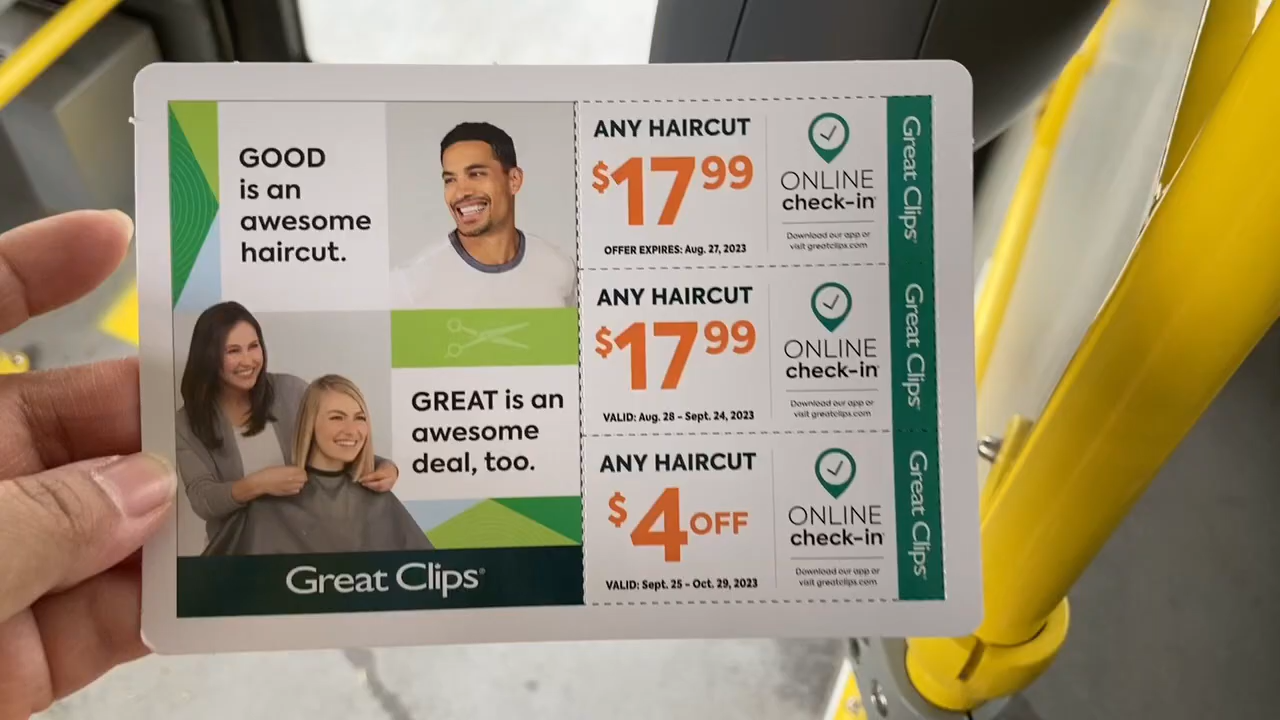 GOOD
is an
awesome
haircut.
GREAT is an
awesome
deal, too.
Great Clips®
ANY HAIRCUT
$17.99
OFFER EXPIRES: Aug. 27, 2023
ONLINE
check-in
Download our app or
visit greatclips.com
Great Clips
ANY HAIRCUT
$17.99
VALID: Aug. 28 - Sept. 24, 2023
ONLINE
check-in
Download our app or
visit greatclips.com
Great Clips
ANY HAIRCUT
$4 OFF
VALID: Sept. 25 - Oct. 29, 2023
ONLINE
check-in
Download our app or
visit greatclips.com
Great Clips